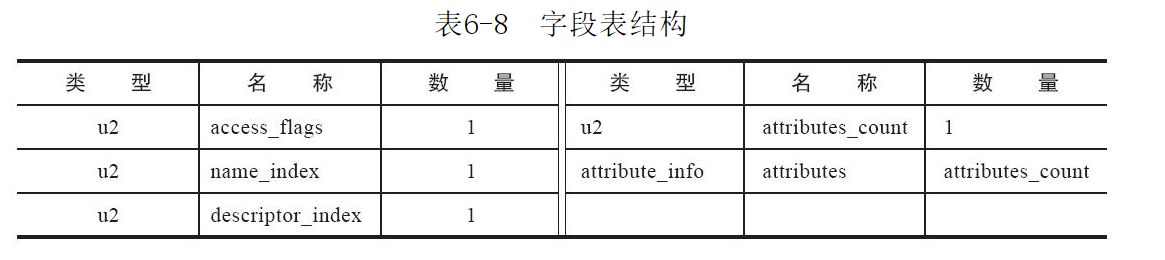 表6-8 字段表结构
类 型 名 称 数 量 类 型 名 称 数 量
u2 access_flags 1 u2 attributes_count 1
u2 name_index 1 attribute_info attributes attributes_count
u2 descriptor_index 1